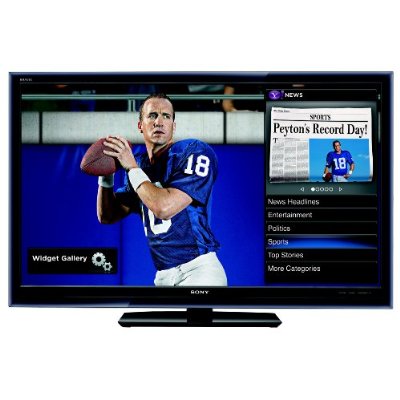 NEWS
SPORTS
Peyton's Record Day!
18
18
18
News Headlines
Entertainment
Politics
Sports
Top Stories
More Categories
Widget Gallery
SONY